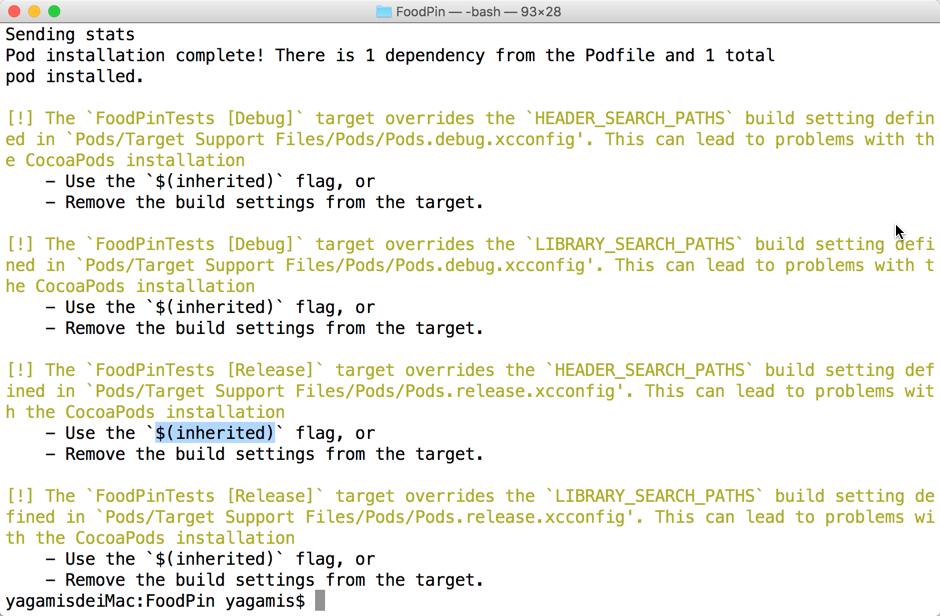 FoodPin — -bash — 93×28
Sending stats
Pod installation complete! There is 1 dependency from the Podfile and 1 total
pod installed.
[!] The `FoodPinTests [Debug]` target overrides the `HEADER_SEARCH_PATHS` build setting defin
ed in `Pods/Target Support Files/Pods/Pods.debug.xcconfig'. This can lead to problems with th
e CocoaPods installation
    - Use the `$(inherited)` flag, or
    - Remove the build settings from the target.
[!] The `FoodPinTests [Debug]` target overrides the `LIBRARY_SEARCH_PATHS` build setting defi
ned in `Pods/Target Support Files/Pods/Pods.debug.xcconfig'. This can lead to problems with t
he CocoaPods installation
    - Use the `$(inherited)` flag, or
    - Remove the build settings from the target.
[!] The `FoodPinTests [Release]` target overrides the `HEADER_SEARCH_PATHS` build setting def
ined in `Pods/Target Support Files/Pods/Pods.release.xcconfig'. This can lead to problems wit
h the CocoaPods installation
    - Use the `$(inherited)` flag, or
    - Remove the build settings from the target.
[!] The `FoodPinTests [Release]` target overrides the `LIBRARY_SEARCH_PATHS` build setting de
fined in `Pods/Target Support Files/Pods/Pods.release.xcconfig'. This can lead to problems wi
th the CocoaPods installation
    - Use the `$(inherited)` flag, or
    - Remove the build settings from the target.
yagamisdeiMac:FoodPin yagamis$